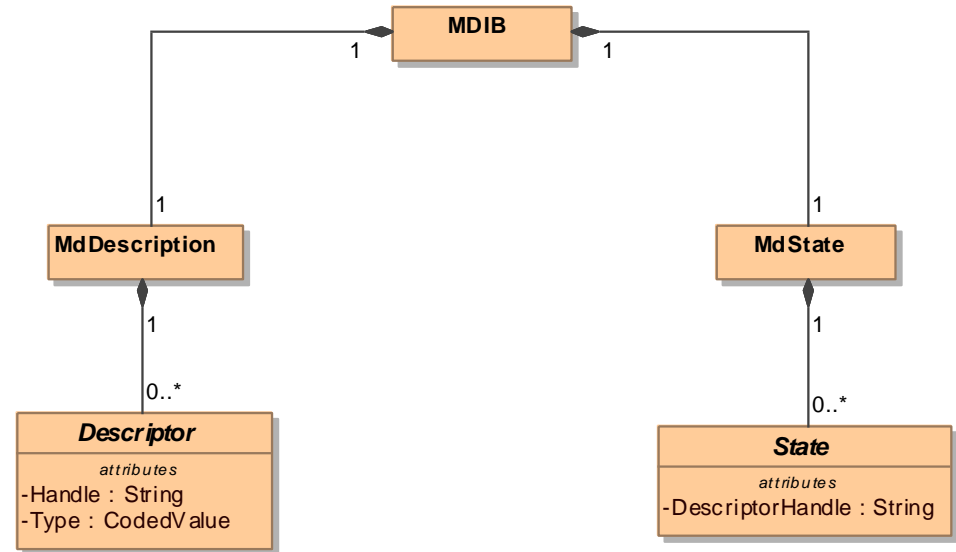 MDIB
1
1
1
1
MdDescription
MdState
1
1
0..*
0..*
Descriptor
attributes
-Handle : String
-Type : CodedValue
State
attributes
-DescriptorHandle : String